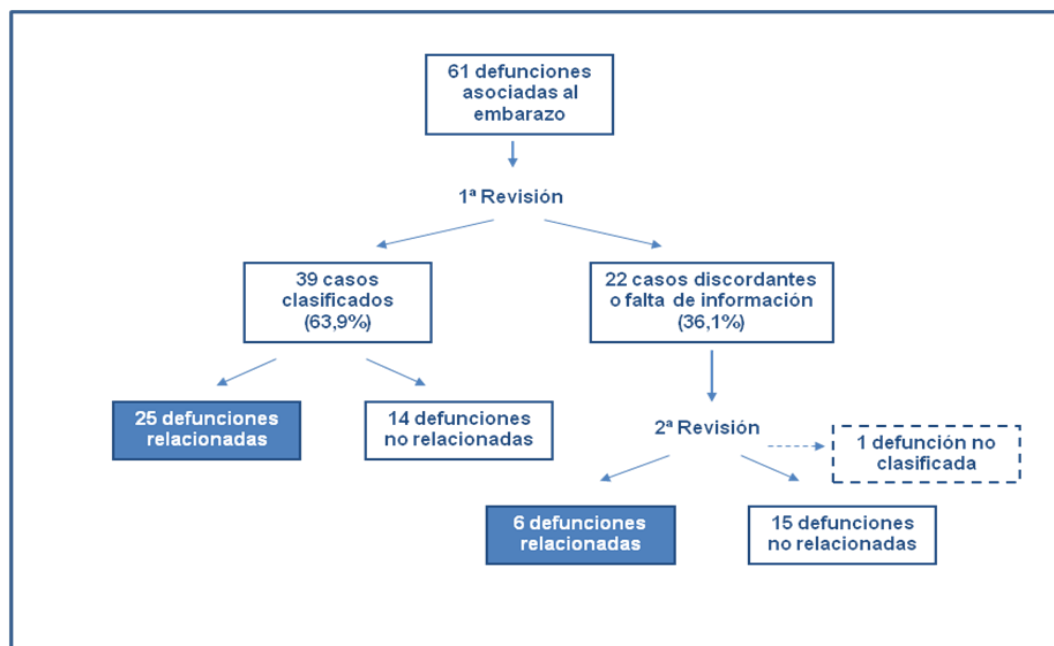 61 defunciones
asociadas al
embarazo
1ª Revisión
39 casos
clasificados
(63,9%)
22 casos discordantes
o falta de información
(36,1%)
25 defunciones
relacionadas
14 defunciones
no relacionadas
2ª Revisión
1 defunción no
clasificada
6 defunciones
relacionadas
15 defunciones
no relacionadas